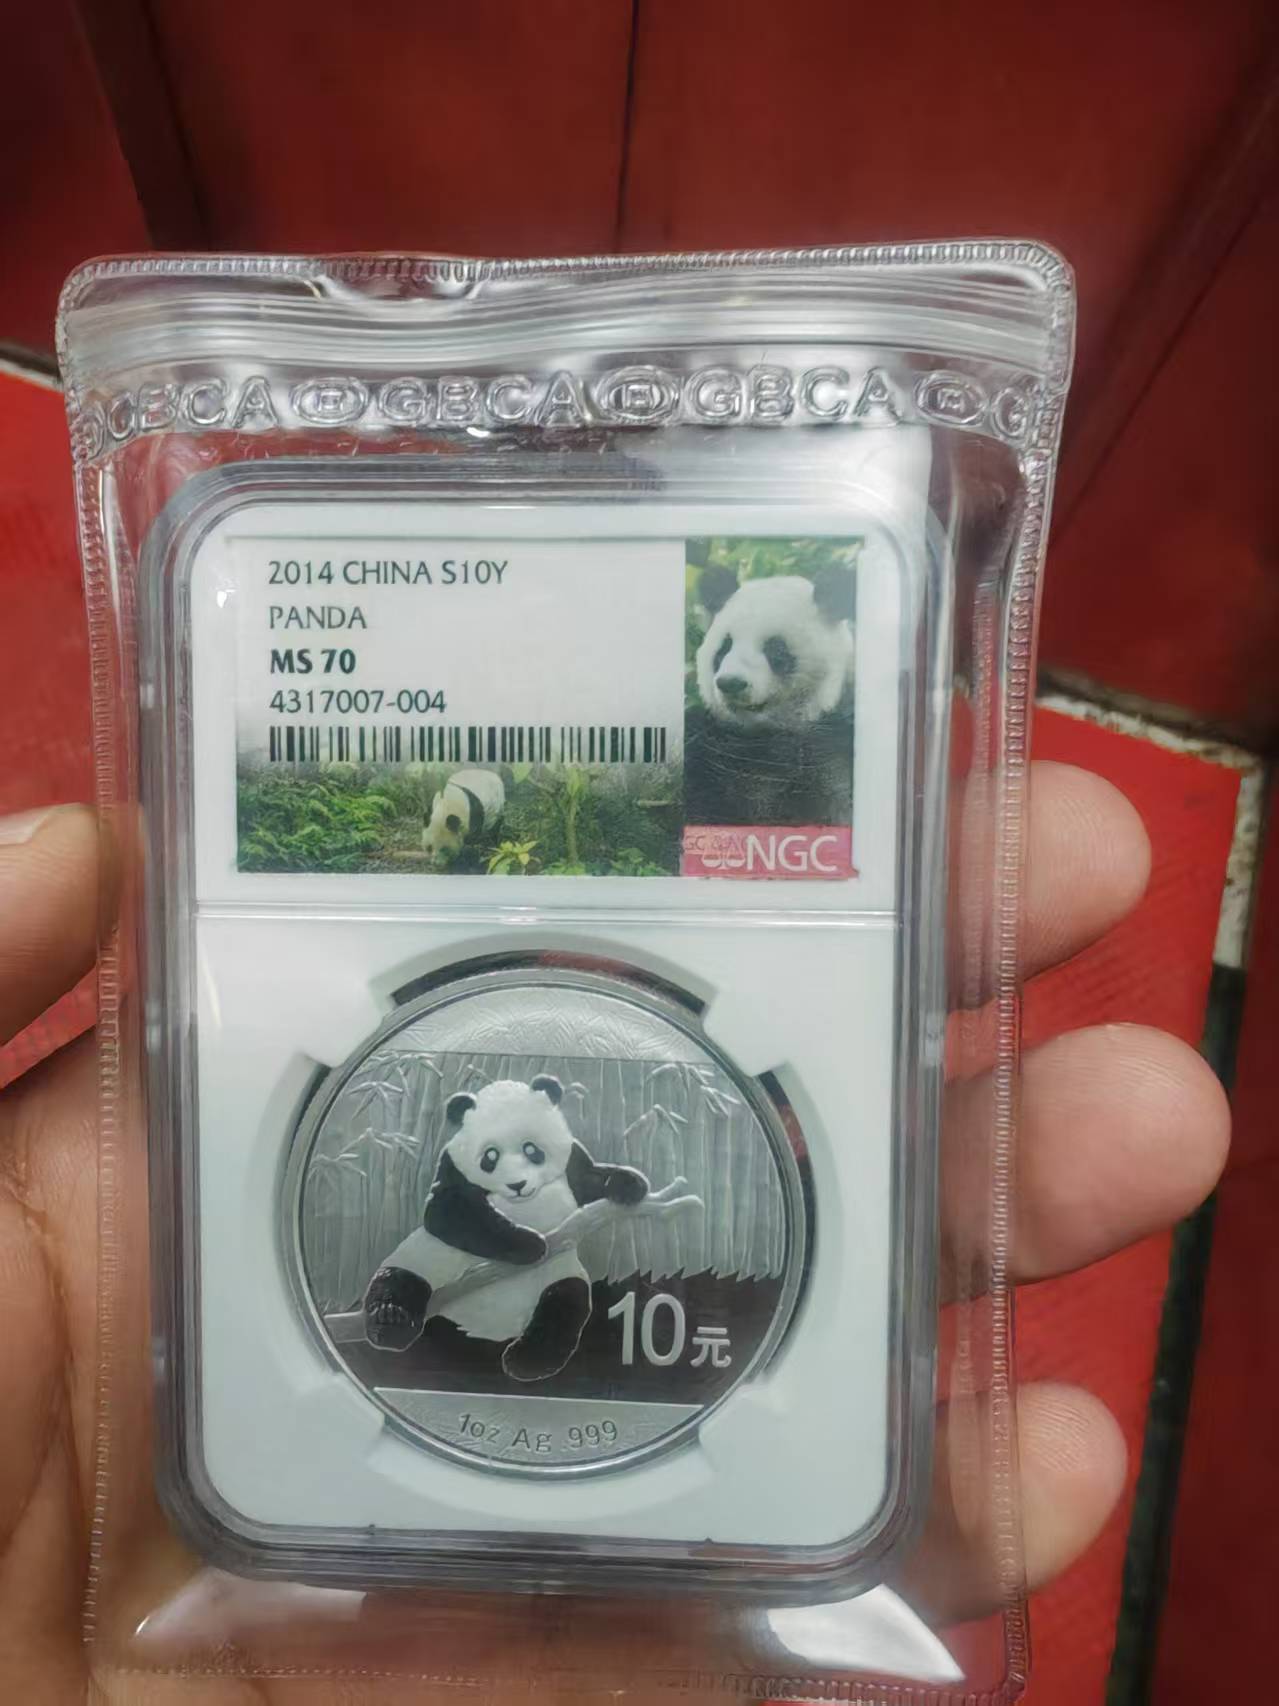 GBCA GBCA GBCA G
2014 CHINA S10Y
PANDA
MS 70
4317007-004
NGC
10元
1oz Ag .999